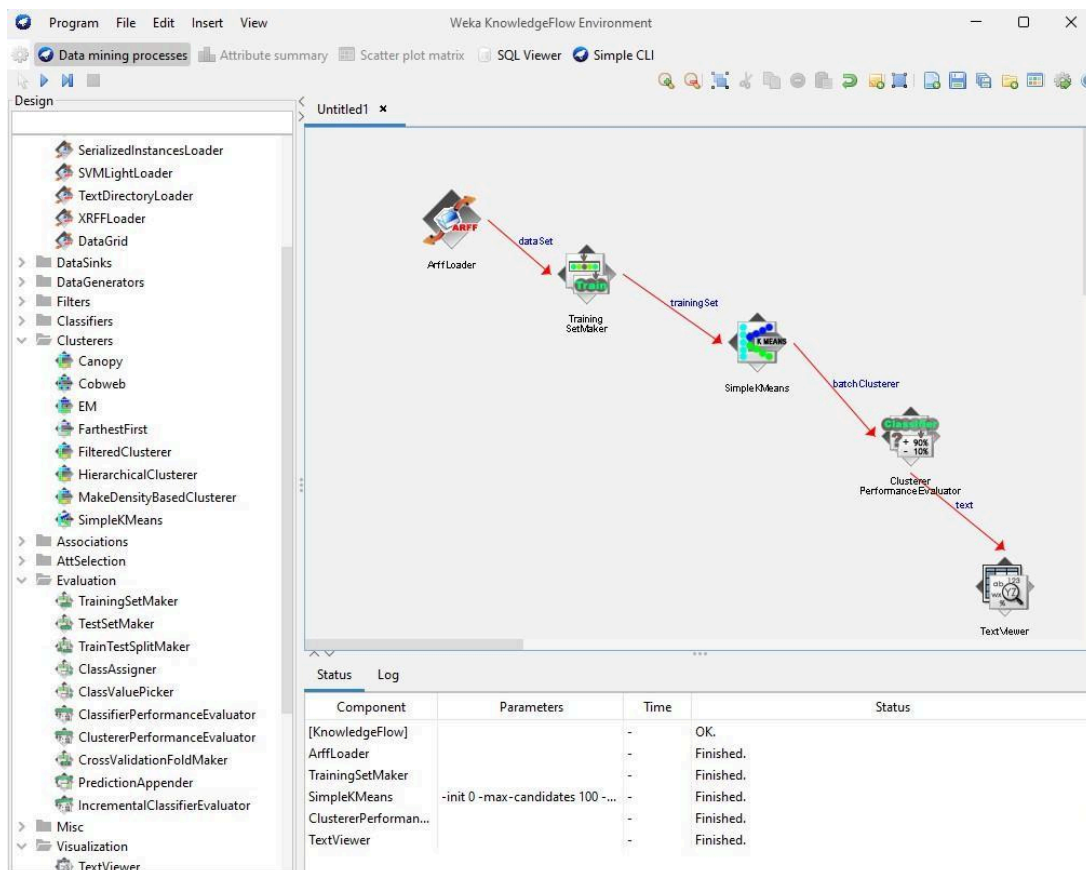 Program File Edit Insert View Weka KnowledgeFlow Environment
Data mining processes Attribute summary Scatter plot matrix SQL Viewer Simple CLI
Design
Untitled1
SerializedInstancesLoader
SVMLightLoader
TextDirectoryLoader
XRFFLoader
DataGrid
DataSinks
DataGenerators
Filters
Classifiers
Clusterers
Canopy
Cobweb
EM
FarthestFirst
FilteredClusterer
HierarchicalClusterer
MakeDensityBasedClusterer
SimpleKMeans
Associations
AttSelection
Evaluation
TrainingSetMaker
TestSetMaker
TrainTestSplitMaker
ClassAssigner
ClassValuePicker
ClassifierPerformanceEvaluator
ClustererPerformanceEvaluator
CrossValidationFoldMaker
PredictionAppender
IncrementalClassifierEvaluator
Misc
Visualization
TextViewer
ARFF
ArffLoader
dataSet
Train
Training
SetMaker
trainingSet
K MEANS
SimpleKMeans
batchClusterer
Classifier
? + 90%
- 10%
Clusterer
PerformanceEvaluator
text
ab 123
wx YZ
%
TextViewer
Status Log
Component Parameters Time Status
[KnowledgeFlow] - OK.
ArffLoader - Finished.
TrainingSetMaker - Finished.
SimpleKMeans -init 0 -max-candidates 100 -... - Finished.
ClustererPerforman... - Finished.
TextViewer - Finished.